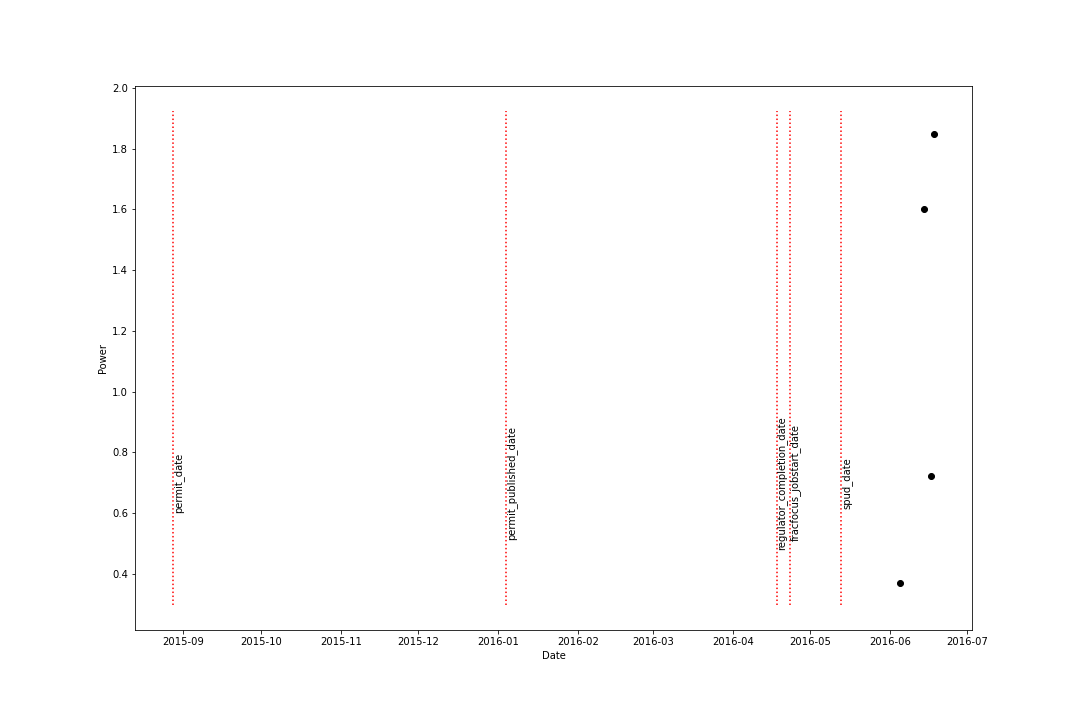 2.0
1.8
1.6
1.4
1.2
1.0
0.8
0.6
0.4
Power
permit_date
permit_published_date
regulator_completion_date
fracfocus_jobstart_date
spud_date
2015-09 2015-10 2015-11 2015-12 2016-01 2016-02 2016-03 2016-04 2016-05 2016-06 2016-07
Date